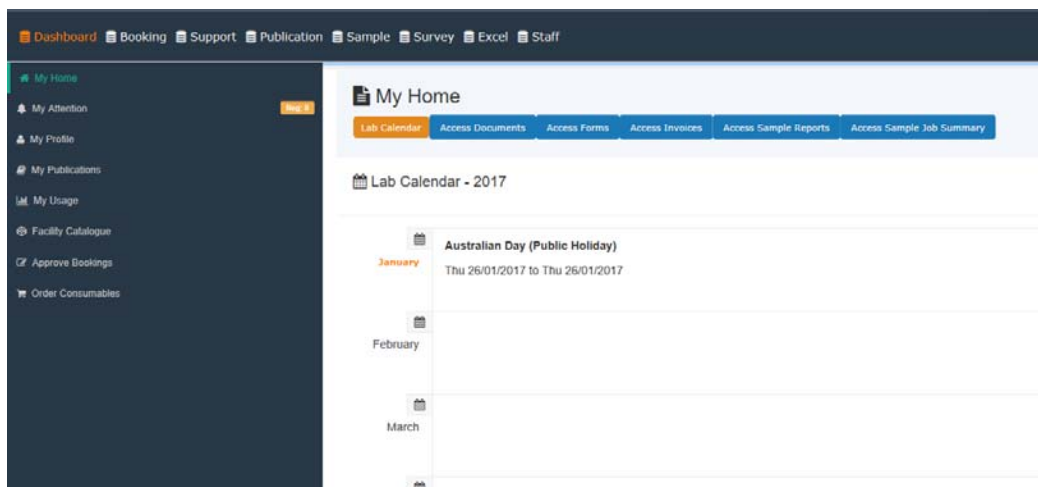 Dashboard Booking Support Publication Sample Survey Excel Staff
My Home
My Attention
My Profile
My Publications
My Usage
Facility Catalogue
Approve Bookings
Order Consumables
My Home
Lab Calendar Access Documents Access Forms Access Invoices Access Sample Reports Access Sample Job Summary
Lab Calendar - 2017
January
Australian Day (Public Holiday)
Thu 26/01/2017 to Thu 26/01/2017
February
March